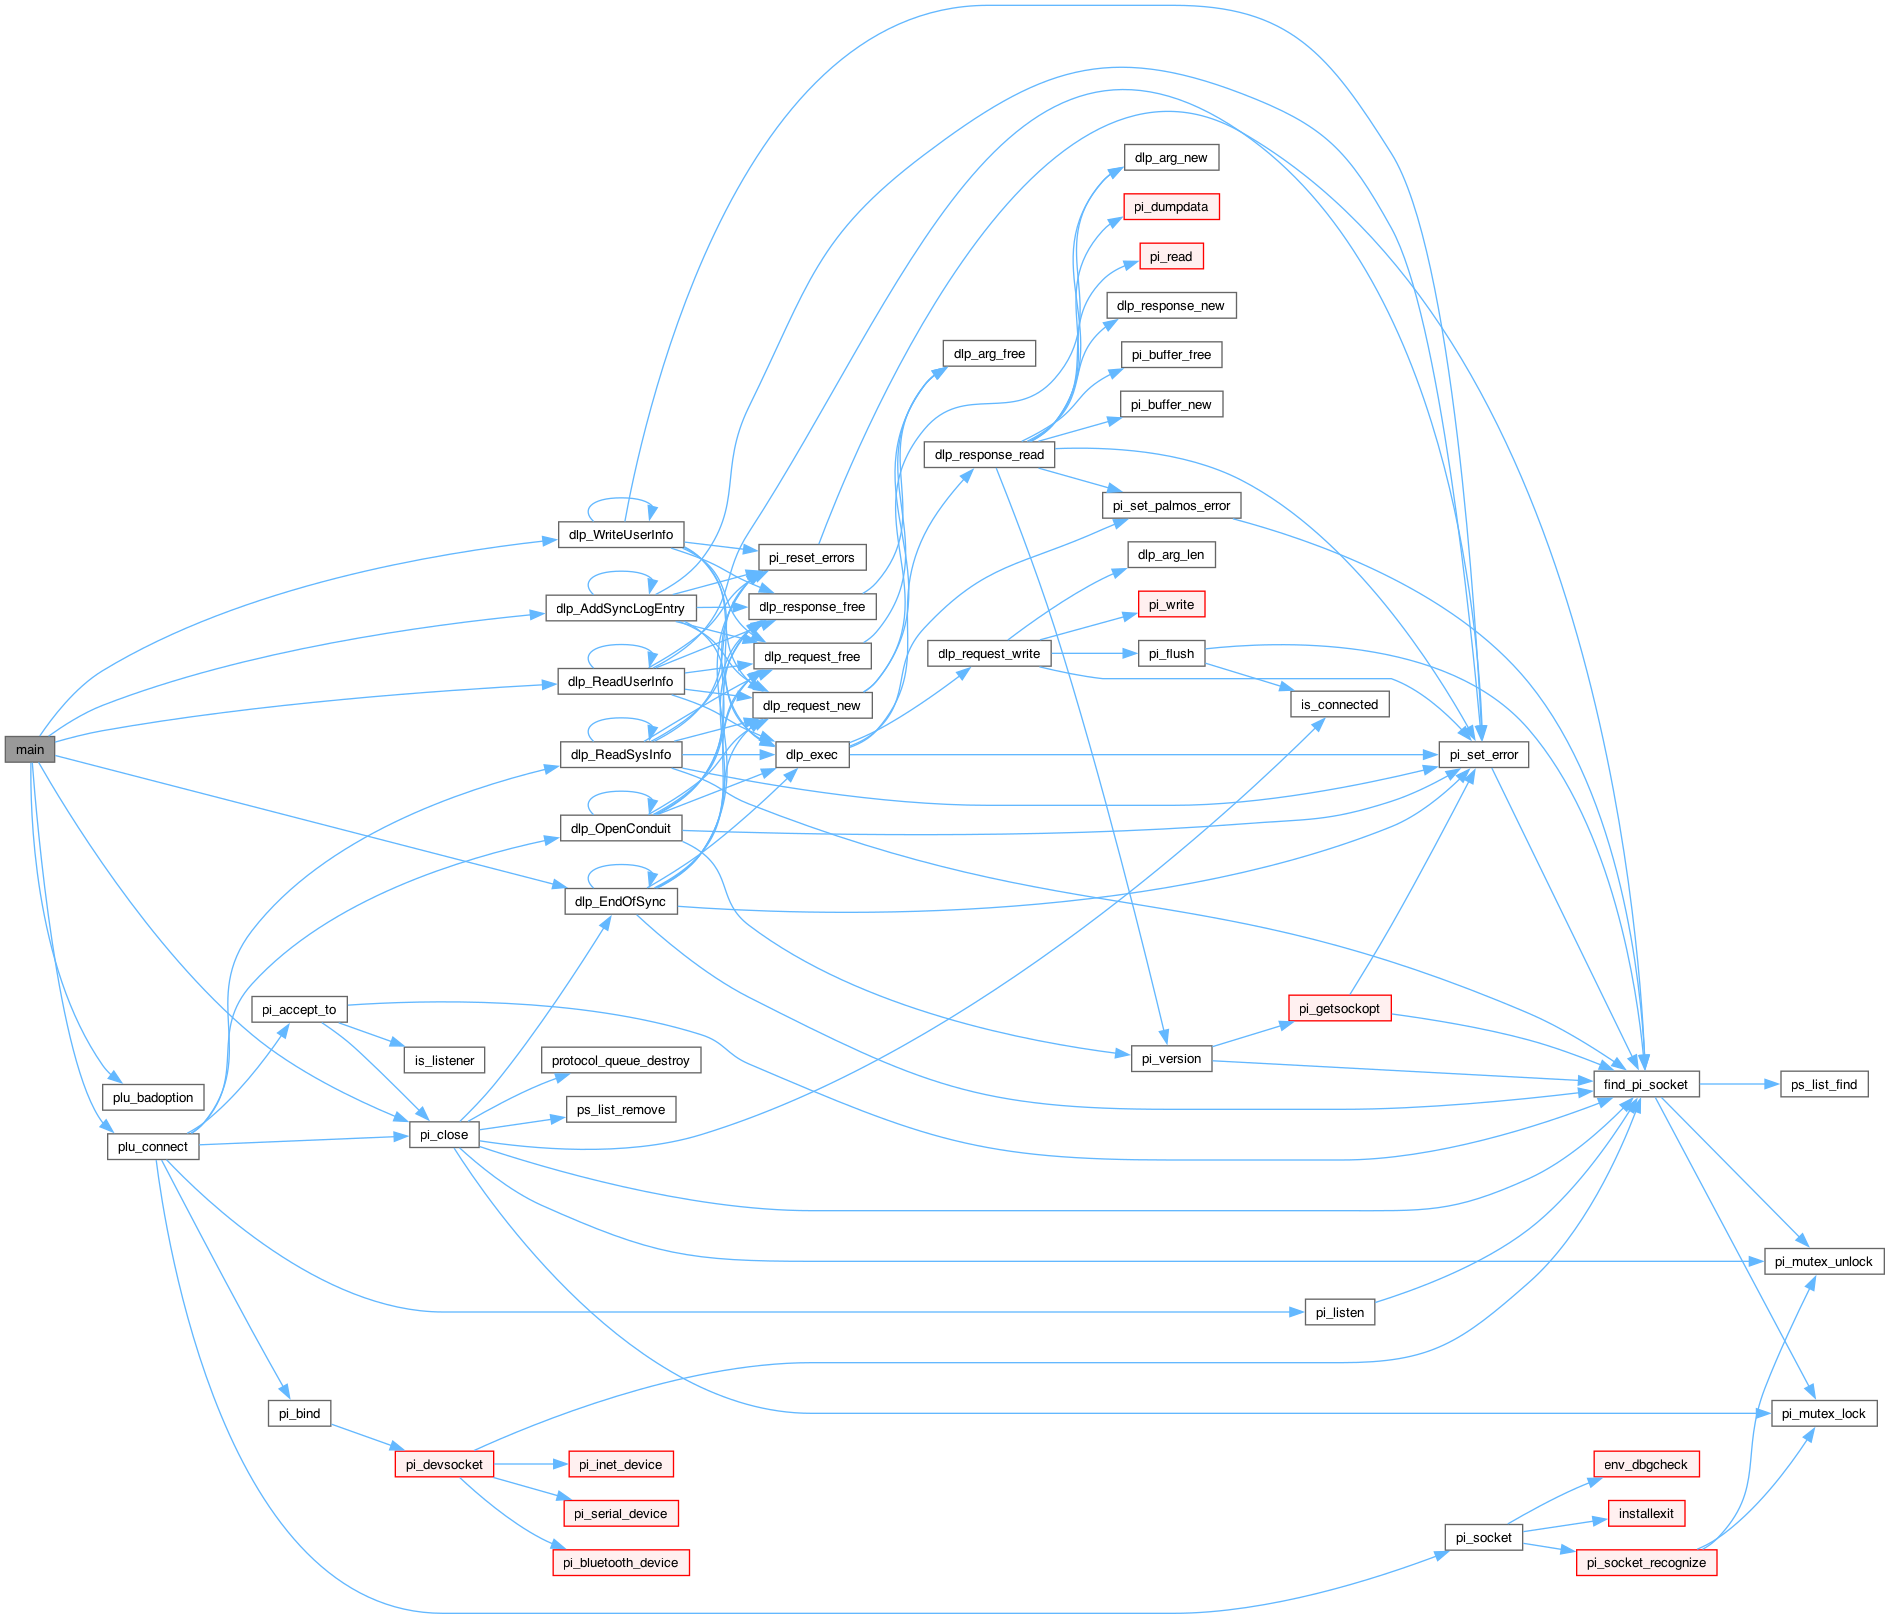 main
plu_badoption
plu_connect
pi_accept_to
pi_bind
is_listener
pi_close
pi_devsocket
dlp_WriteUserInfo
dlp_AddSyncLogEntry
dlp_ReadUserInfo
dlp_ReadSysInfo
dlp_OpenConduit
dlp_EndOfSync
protocol_queue_destroy
ps_list_remove
pi_inet_device
pi_serial_device
pi_bluetooth_device
pi_reset_errors
dlp_response_free
dlp_request_free
dlp_request_new
dlp_exec
dlp_arg_free
dlp_response_read
dlp_request_write
dlp_arg_new
pi_dumpdata
pi_read
dlp_response_new
pi_buffer_free
pi_buffer_new
pi_set_palmos_error
dlp_arg_len
pi_write
pi_flush
pi_version
is_connected
pi_getsockopt
pi_listen
pi_set_error
pi_socket
find_pi_socket
env_dbgcheck
installexit
pi_socket_recognize
ps_list_find
pi_mutex_unlock
pi_mutex_lock